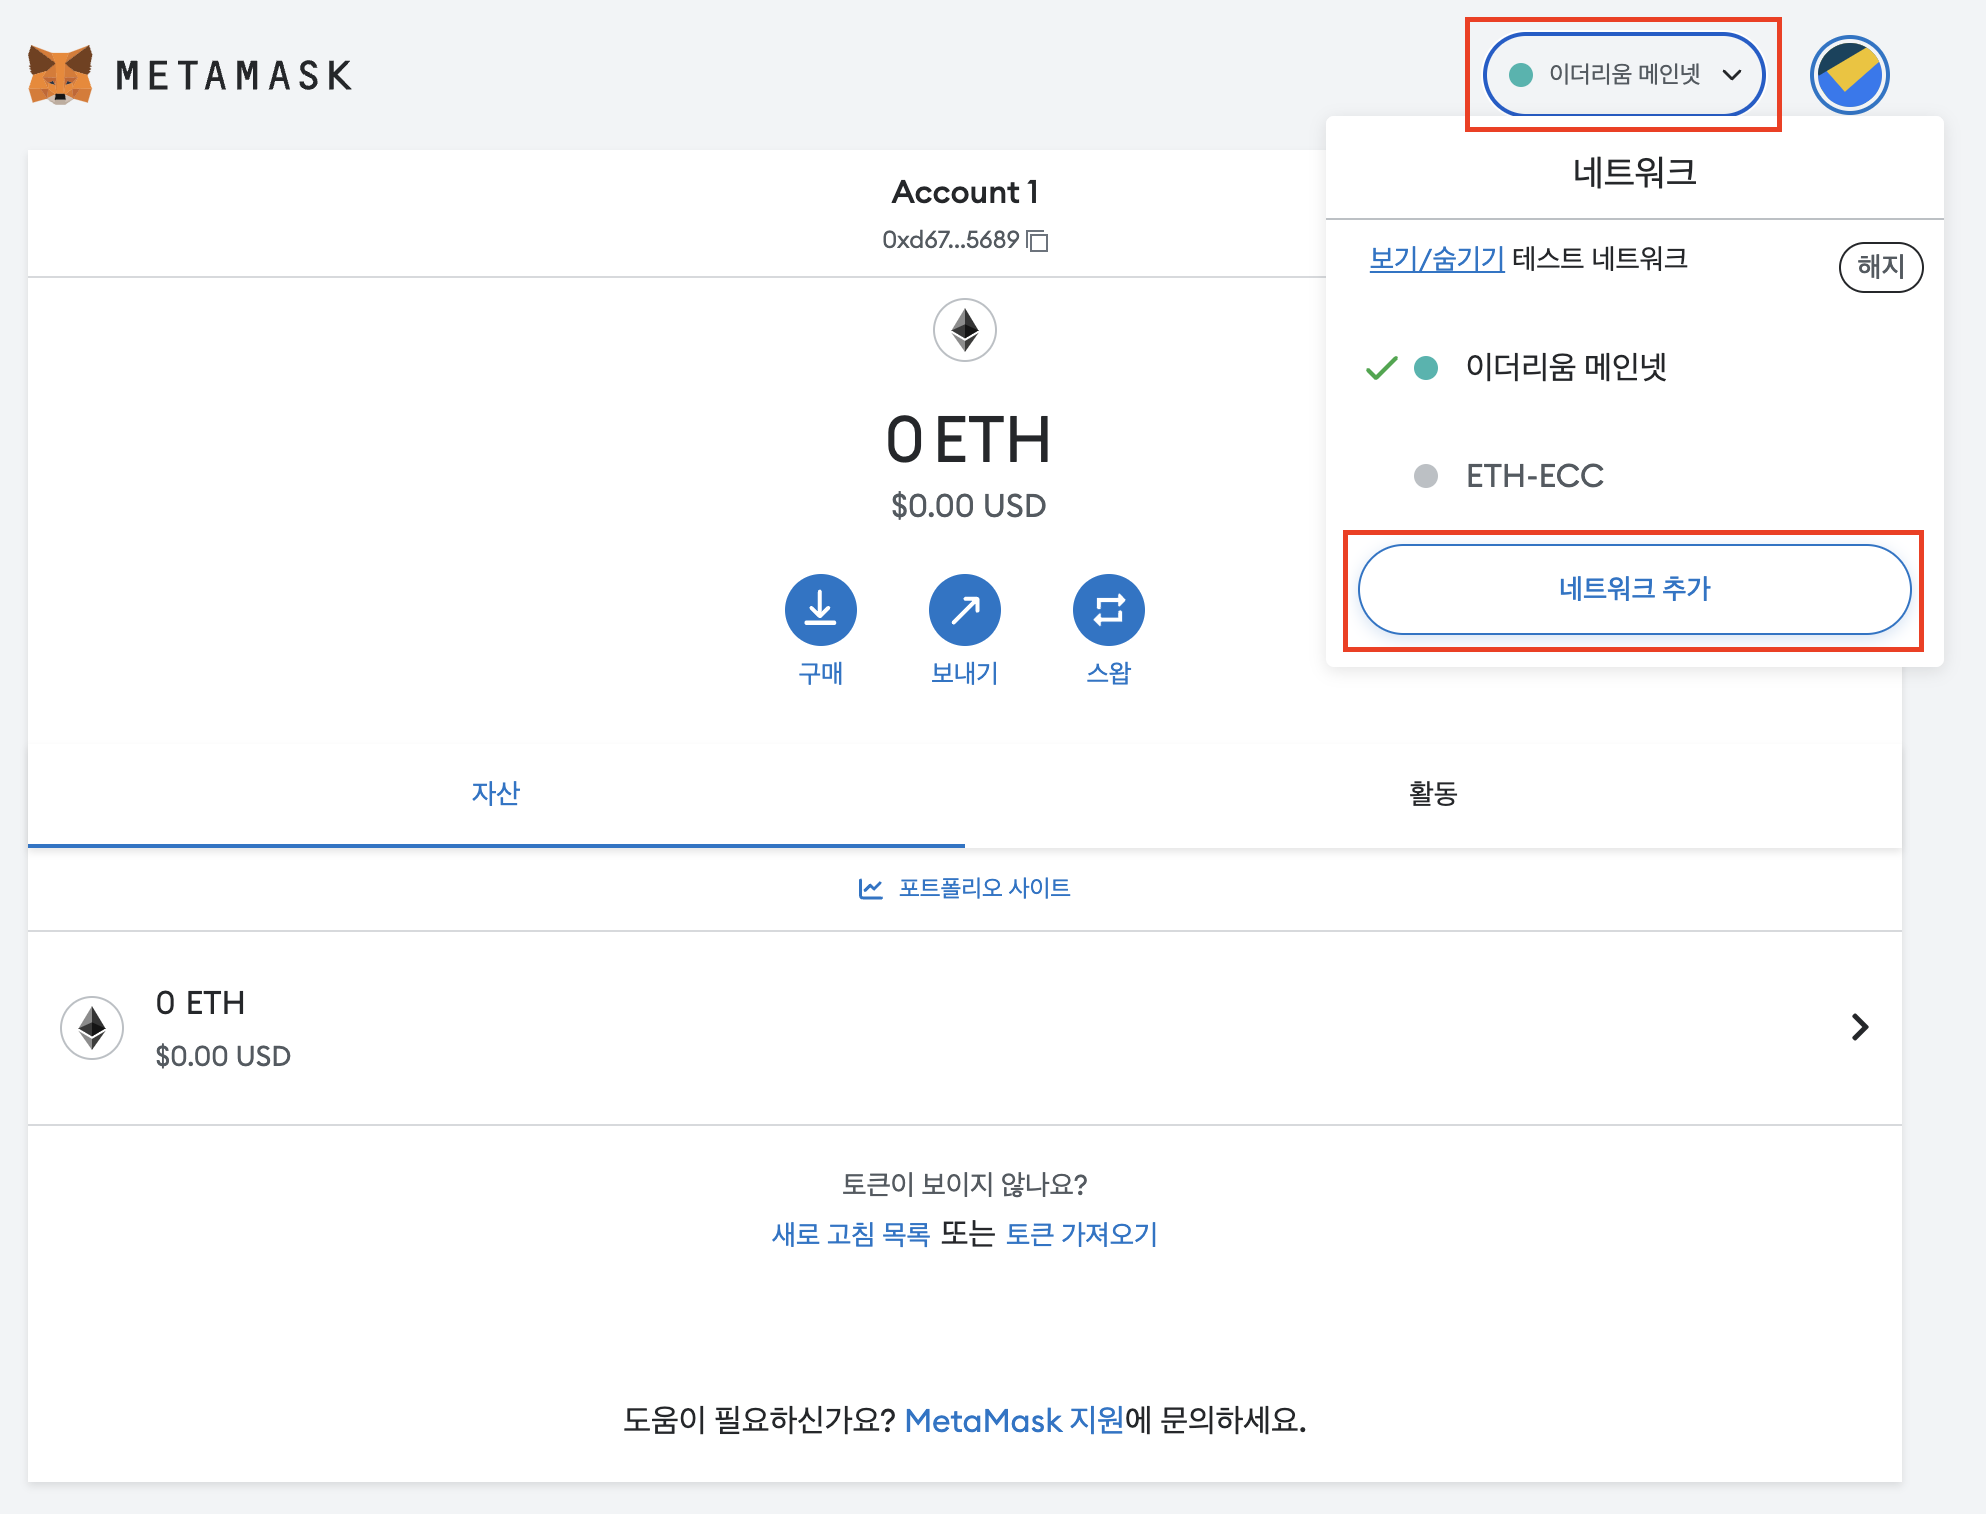 METAMASK
이더리움 메인넷
네트워크
보기/숨기기 테스트 네트워크
해지
이더리움 메인넷
ETH-ECC
네트워크 추가
Account 1
0xd67...5689
0 ETH
$0.00 USD
구매
보내기
스왑
자산
활동
포트폴리오 사이트
0 ETH
$0.00 USD
토큰이 보이지 않나요?
새로 고침 목록 또는 토큰 가져오기
도움이 필요하신가요? MetaMask 지원에 문의하세요.